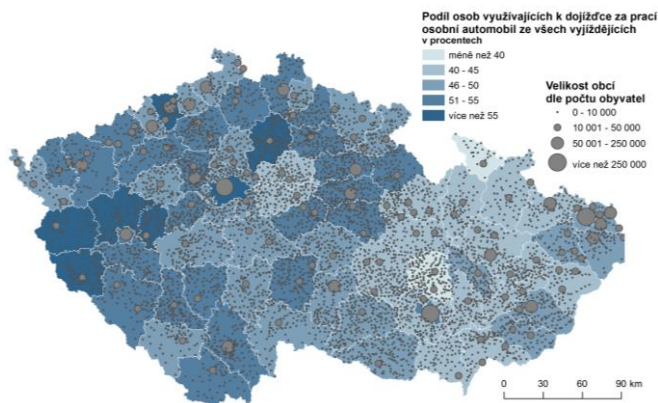 Podíl osob využívajících k dojížďce za prací
osobní automobil ze všech vyjíždějících
v procentech
méně než 40
40 - 45
46 - 50
51 - 55
více než 55
Velikost obcí
dle počtu obyvatel
0 - 10 000
10 001 - 50 000
50 001 - 250 000
více než 250 000
0 30 60 90 km